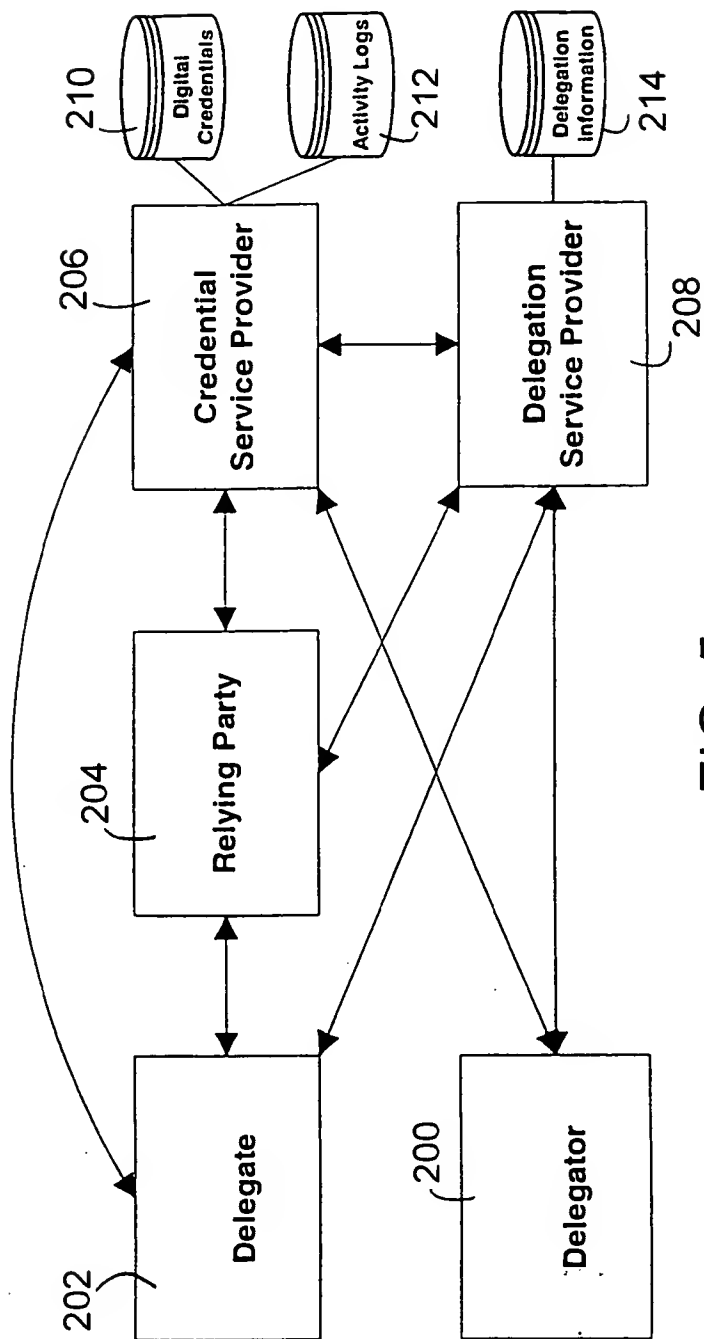 210
Digital
Credentials
Activity Logs
212
Delegation
Information
214
206
Credential
Service Provider
Delegation
Service Provider
208
204
Relying Party
202
Delegate
200
Delegator